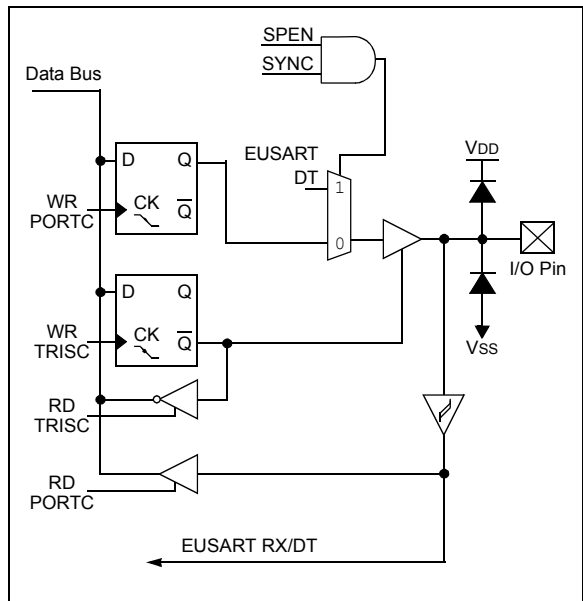 SPEN
SYNC
Data Bus
EUSART
DT
1
0
D
Q
CK
Q̅
WR
PORTC
VDD
I/O Pin
VSS
D
Q
CK
Q̅
WR
TRISC
RD
TRISC
RD
PORTC
EUSART RX/DT